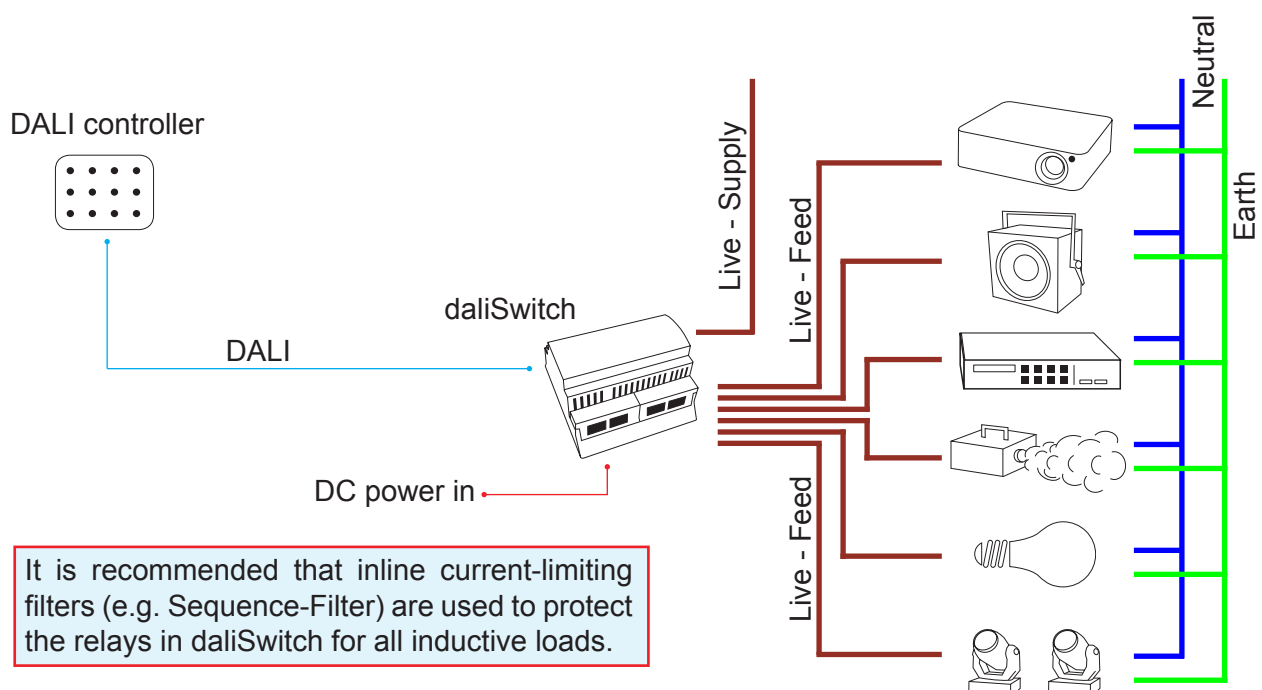 Neutral
DALI controller
Live - Supply
Earth
Live - Feed
daliSwitch
DALI
DC power in
Live - Feed
It is recommended that inline current-limiting
filters (e.g. Sequence-Filter) are used to protect
the relays in daliSwitch for all inductive loads.